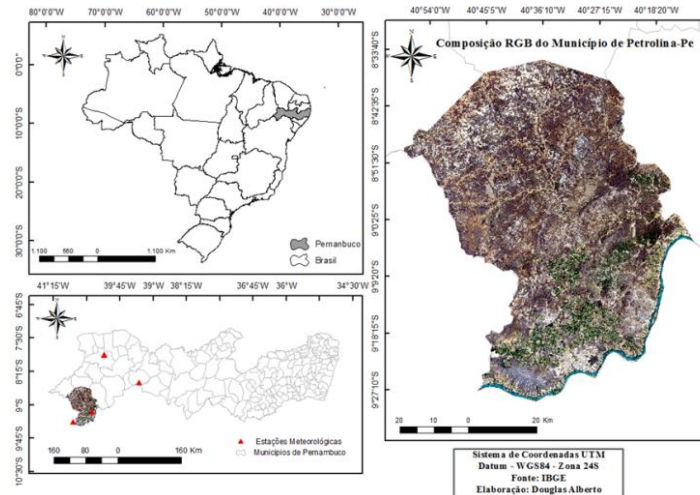 80°0'0"W 70°0'0"W 60°0'0"W 50°0'0"W 40°0'0"W
0°0'0"
10°0'0"S
20°0'0"S
30°0'0"S
1.100 550 0 1.100 Km
Pernambuco
Brasil
41°15'W 39°45'W 39°W 38°15'W 36°45'W 36°W 34°30'W
6°45'S
7°30'S
8°15'S
9°S
9°45'S
10°30'S
160 80 0 160 Km
Estações Meteorológicas
Municípios de Pernambuco
40°54'0"W 40°45'5"W 40°36'10"W 40°27'15"W 40°18'20"W
Composição RGB do Município de Petrolina-Pe
8°33'40"S
8°42'35"S
8°51'30"S
9°0'25"S
9°9'20"S
9°18'15"S
9°27'10"S
20 10 0 20 Km
Sistema de Coordenadas UTM
Datum - WGS84 - Zona 24S
Fonte: IBGE
Elaboração: Douglas Alberto